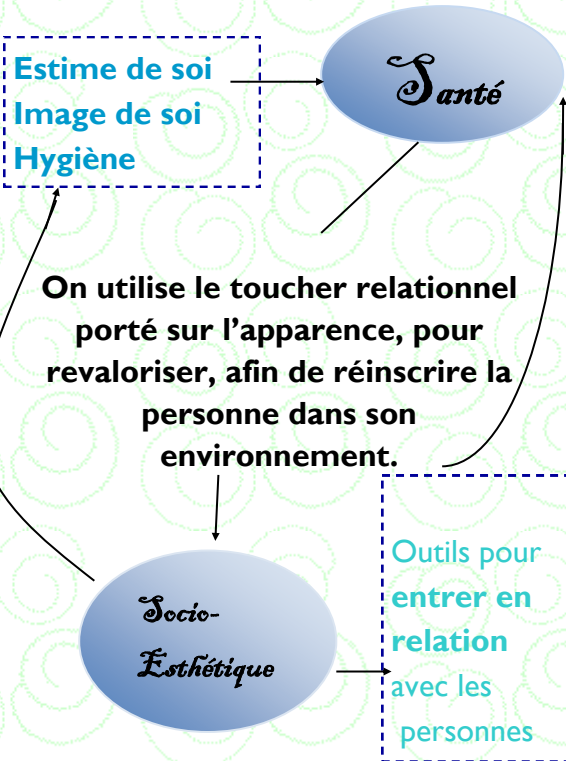 Estime de soi
Image de soi
Hygiène
Santé
On utilise le toucher relationnel
porté sur l’apparence, pour
revaloriser, afin de réinscrire la
personne dans son
environnement.
Socio-
Esthétique
Outils pour
entrer en
relation
avec les
personnes